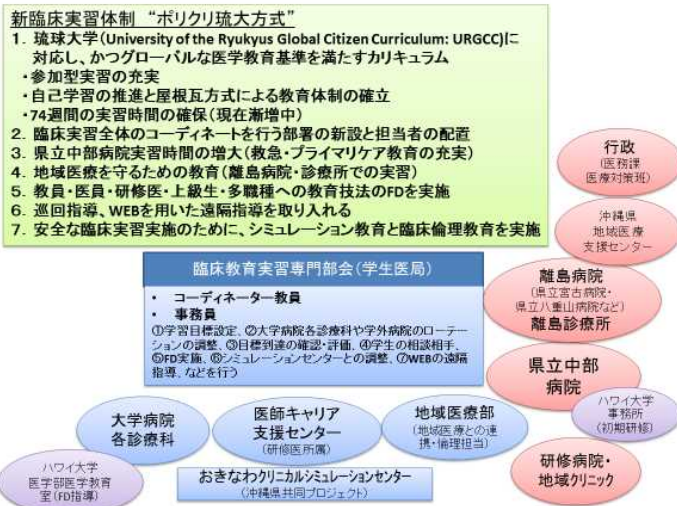 新臨床実習体制 “ポリクリ琉大方式”
1. 琉球大学(University of the Ryukyus Global Citizen Curriculum: URGCC)に
対応し、かつグローバルな医学教育基準を満たすカリキュラム
・参加型実習の充実
・自己学習の推進と屋根瓦方式による教育体制の確立
・74週間の実習時間の確保(現在漸増中)
2. 臨床実習全体のコーディネートを行う部署の新設と担当者の配置
3. 県立中部病院実習時間の増大(救急・プライマリケア教育の充実)
4. 地域医療を守るための教育(離島病院・診療所での実習)
5. 教員・医員・研修医・上級生・多職種への教育技法のFDを実施
6. 巡回指導、WEBを用いた遠隔指導を取り入れる
7. 安全な臨床実習実施のために、シミュレーション教育と臨床倫理教育を実施
行政
(医務課
医療対策班)
沖縄県
地域医療
支援センター
離島病院
(県立宮古病院・
県立八重山病院など)
離島診療所
県立中部
病院
ハワイ大学
事務所
(初期研修)
研修病院・
地域クリニック
臨床教育実習専門部会(学生医局)
・ コーディネーター教員
・ 事務員
①学習目標設定、②大学病院各診療科や学外病院のローテー
ションの調整、③目標到達の確認・評価、④学生の相談相手、
⑤FD実施、⑥シミュレーションセンターとの調整、⑦WEBの遠隔
指導、などを行う
大学病院
各診療科
医師キャリア
支援センター
(研修医所属)
地域医療部
(地域医療との連
携・倫理担当)
ハワイ大学
医学部医学教育
室(FD指導)
おきなわクリニカルシミュレーションセンター
(沖縄県共同プロジェクト)